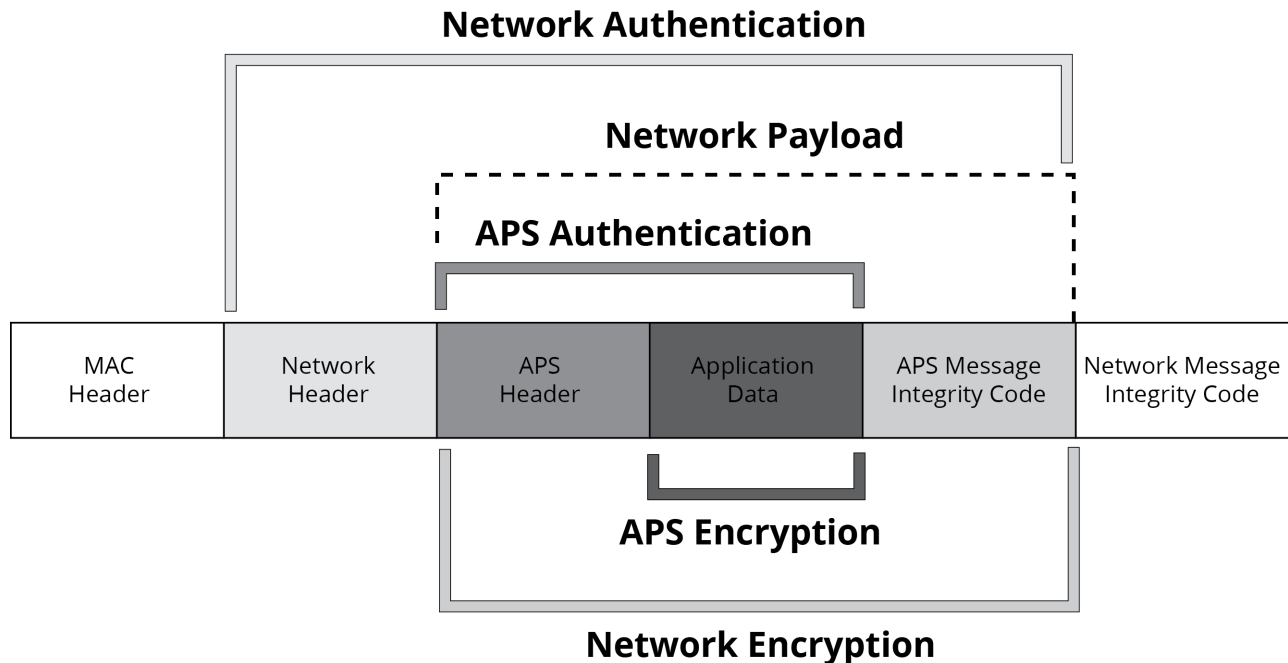 Network Authentication
Network Payload
APS Authentication
MAC
Header
Network
Header
APS
Header
Application
Data
APS Message
Integrity Code
Network Message
Integrity Code
APS Encryption
Network Encryption